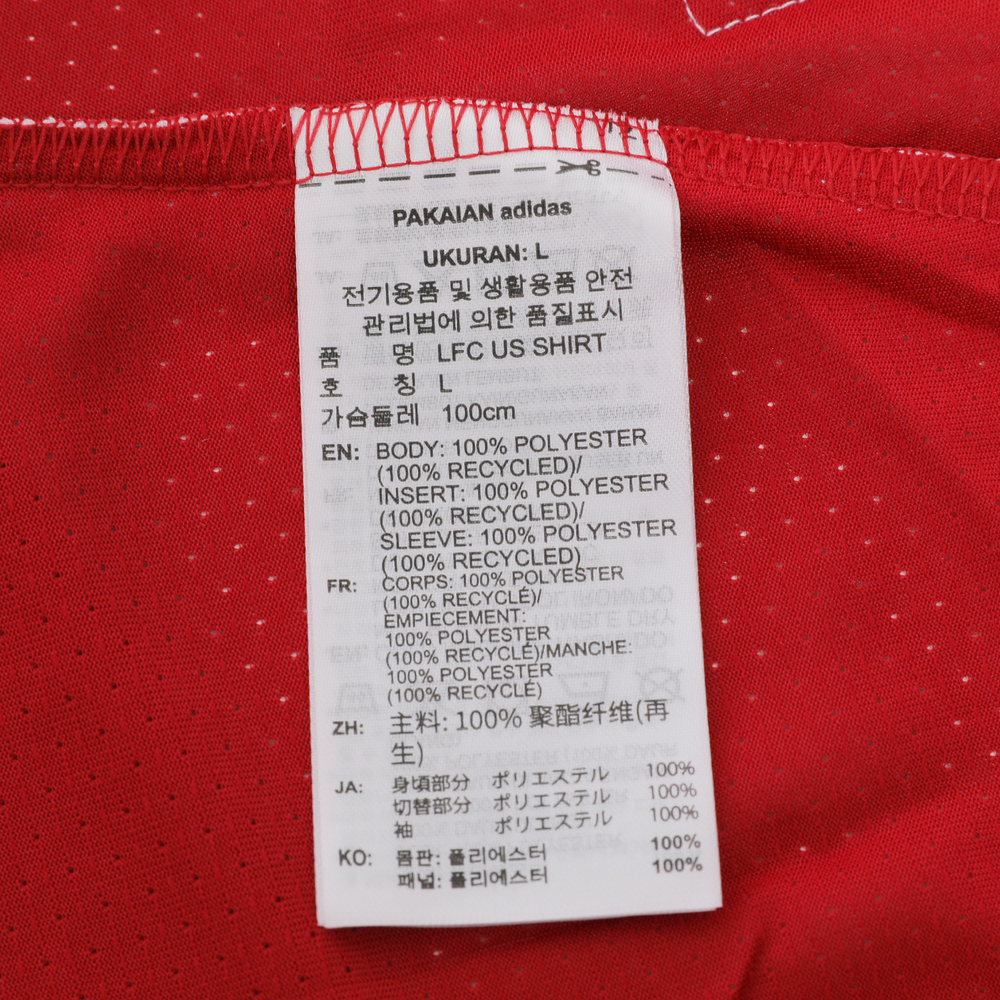 PAKAIAN adidas
UKURAN: L
전기용품 및 생활용품 안전
관리법에 의한 품질표시
품 명 LFC US SHIRT
호 칭 L
가슴둘레 100cm
EN: BODY: 100% POLYESTER
(100% RECYCLED)/
INSERT: 100% POLYESTER
(100% RECYCLED)/
SLEEVE: 100% POLYESTER
(100% RECYCLED)
FR: CORPS: 100% POLYESTER
(100% RECYCLÉ)/
EMPIECEMENT:
100% POLYESTER
(100% RECYCLÉ)/MANCHE:
100% POLYESTER
(100% RECYCLÉ)
ZH: 主料: 100% 聚酯纤维(再
生)
JA: 身頃部分 ポリエステル 100%
切替部分 ポリエステル 100%
袖 ポリエステル 100%
KO: 몸판: 폴리에스터 100%
패널: 폴리에스터 100%